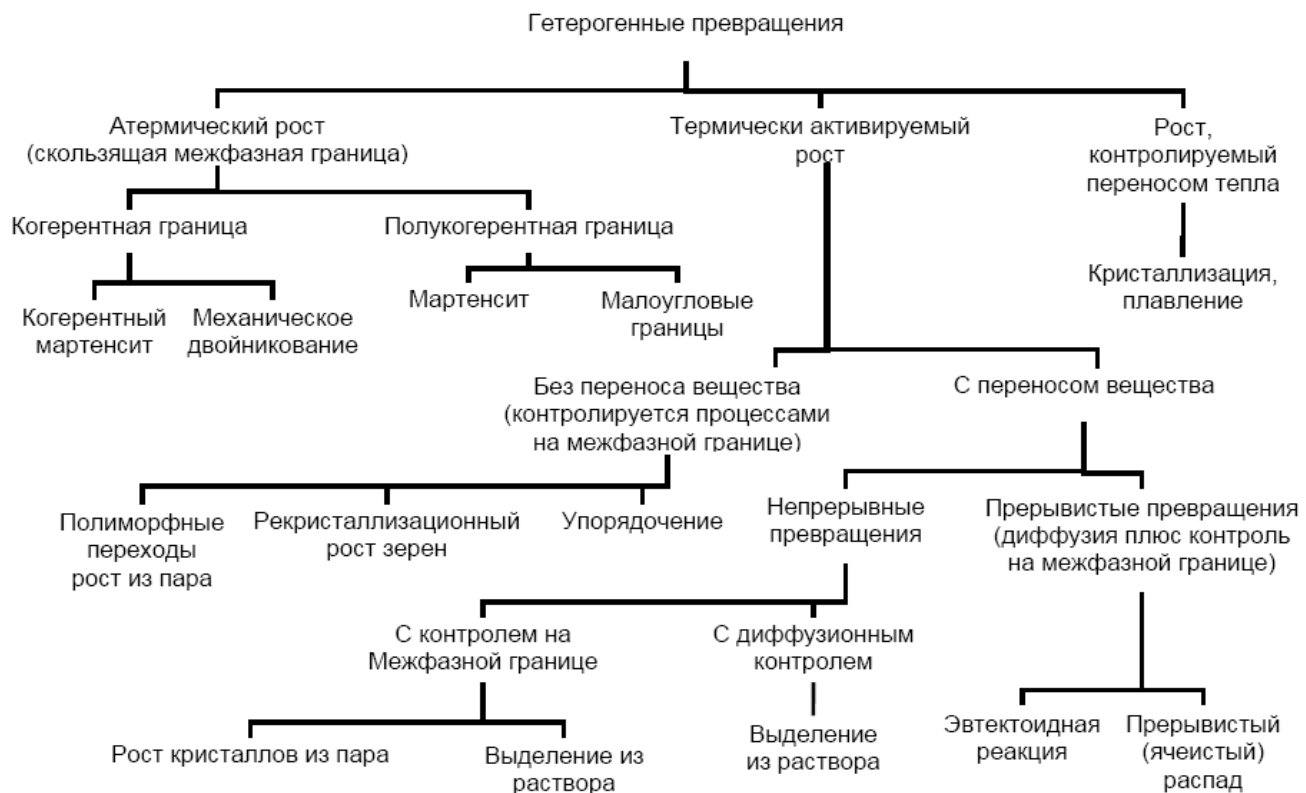 Гетерогенные превращения
Атермический рост
(скользящая межфазная граница)
Термически активируемый
рост
Рост,
контролируемый
переносом тепла
Когерентная граница
Полукогерентная граница
Кристаллизация,
плавление
Когерентный
мартенсит
Механическое
двойникование
Мартенсит
Малоугловые
границы
Без переноса вещества
(контролируется процессами
на межфазной границе)
С переносом вещества
Полиморфные
переходы
рост из пара
Рекристаллизационный
рост зерен
Упорядочение
Непрерывные
превращения
Прерывистые превращения
(диффузия плюс контроль
на межфазной границе)
С контролем на
Межфазной границе
С диффузионным
контролем
Рост кристаллов из пара
Выделение из
раствора
Выделение
из раствора
Эвтектоидная
реакция
Прерывистый
(ячеистый)
распад